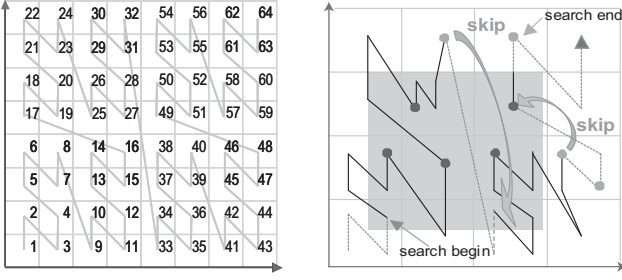 22 24 30 32 54 56 62 64
21 23 29 31 53 55 61 63
18 20 26 28 50 52 58 60
17 19 25 27 49 51 57 59
6 8 14 16 38 40 46 48
5 7 13 15 37 39 45 47
2 4 10 12 34 36 42 44
1 3 9 11 33 35 41 43
search end
skip
skip
search begin